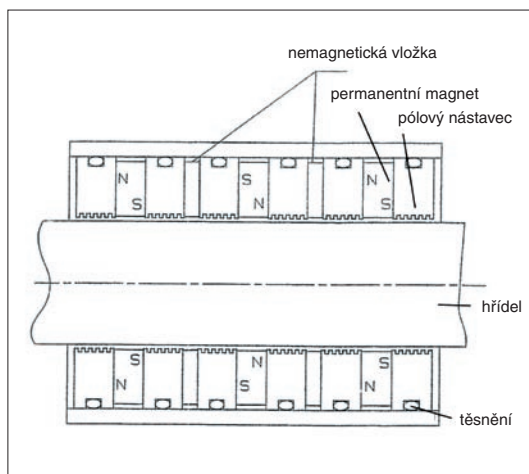 nemagnetická vložka
permanentní magnet
pólový nástavec
N S N
S N S
hřídel
S N S
N S N
těsnění